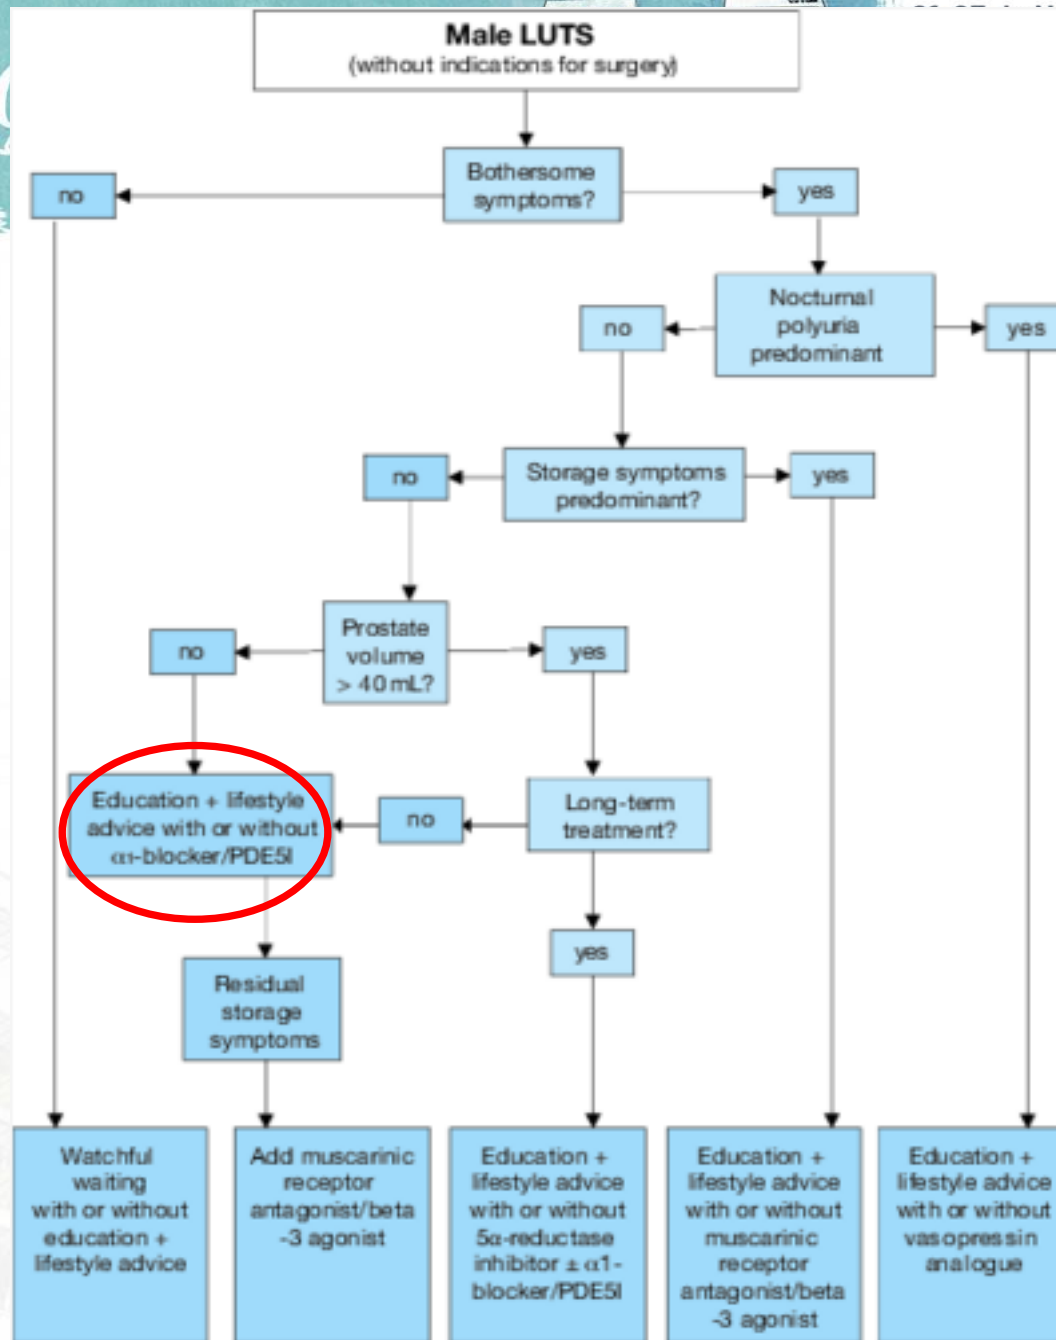 Male LUTS
(without indications for surgery)
Bothersome
symptoms?
no
yes
Nocturnal
polyuria
predominant
no
yes
Storage symptoms
predominant?
no
yes
Prostate
volume
> 40 mL?
no
yes
Education + lifestyle
advice with or without
α1-blocker/PDE5I
no
Long-term
treatment?
yes
Residual
storage
symptoms
Watchful
waiting
with or without
education +
lifestyle advice
Add muscarinic
receptor
antagonist/beta
-3 agonist
Education +
lifestyle advice
with or without
5α-reductase
inhibitor ± α1-
blocker/PDE5I
Education +
lifestyle advice
with or without
muscarinic
receptor
antagonist/beta
-3 agonist
Education +
lifestyle advice
with or without
vasopressin
analogue